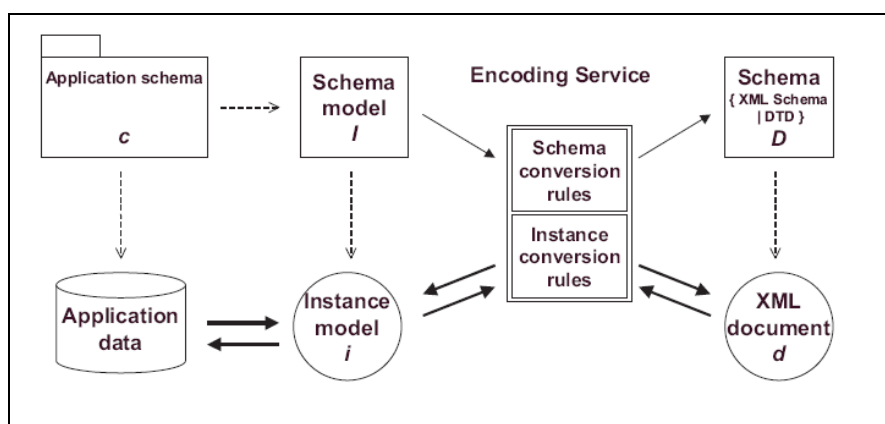 Application schema
c
Schema
model
I
Encoding Service
Schema
{ XML Schema
| DTD }
D
Schema
conversion
rules
Instance
conversion
rules
Application
data
Instance
model
i
XML
document
d